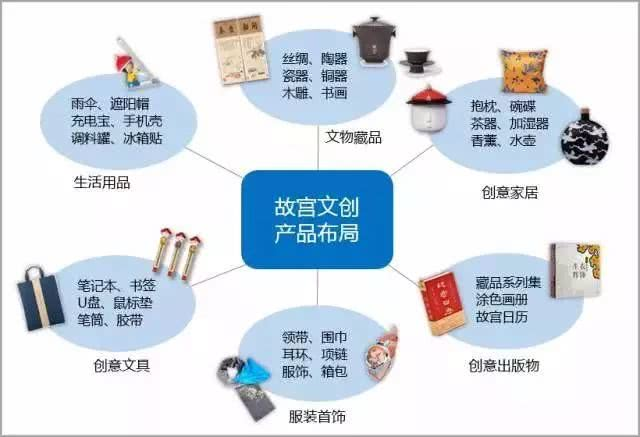 故宫文创
产品布局
雨伞、遮阳帽
充电宝、手机壳
调料罐、冰箱贴
生活用品
丝绸、陶器
瓷器、铜器
木雕、书画
文物藏品
抱枕、碗碟
茶器、加湿器
香薰、水壶
创意家居
笔记本、书签
U盘、鼠标垫
笔筒、胶带
创意文具
领带、围巾
耳环、项链
服饰、箱包
服装首饰
藏品系列集
涂色画册
故宫日历
创意出版物